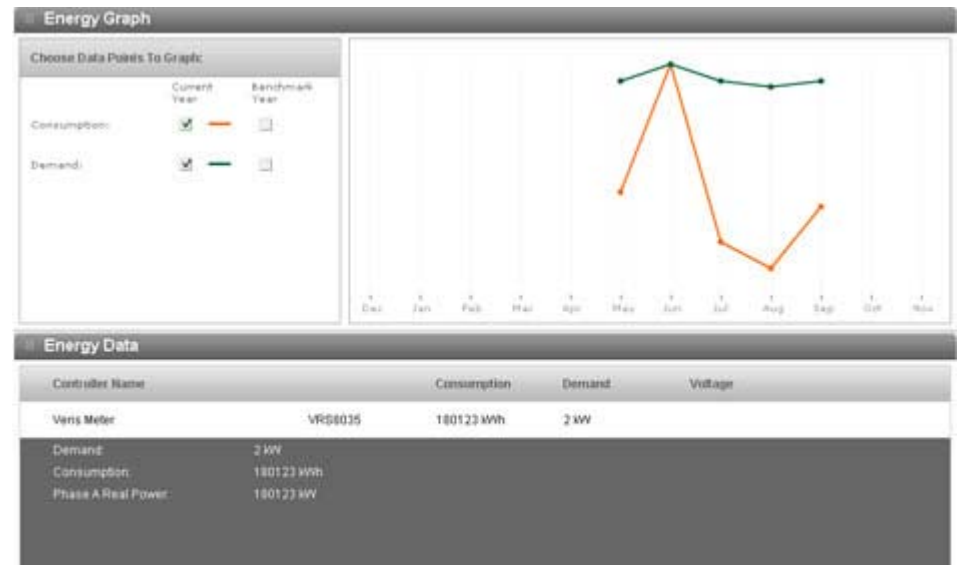 Energy Graph
Choose Data Points To Graph:
Current Year
Benchmark Year
Consumption:
Demand:
Dec Jan Feb Mar Apr May Jun Jul Aug Sep Oct Nov
Energy Data
Controller Name Consumption Demand Voltage
Veris Meter VRS8035 180123 kWh 2 kW
Demand: 2 kW
Consumption: 180123 kWh
Phase A Real Power: 180123 kW